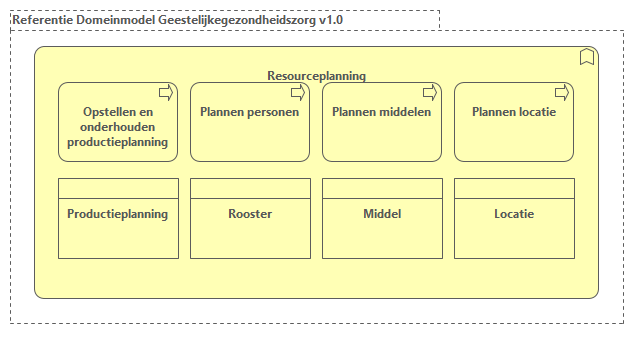 Referentie Domeinmodel Geestelijkegezondheidszorg v1.0
Resourceplanning
Opstellen en
onderhouden
productieplanning
Plannen personen
Plannen middelen
Plannen locatie
Productieplanning
Rooster
Middel
Locatie